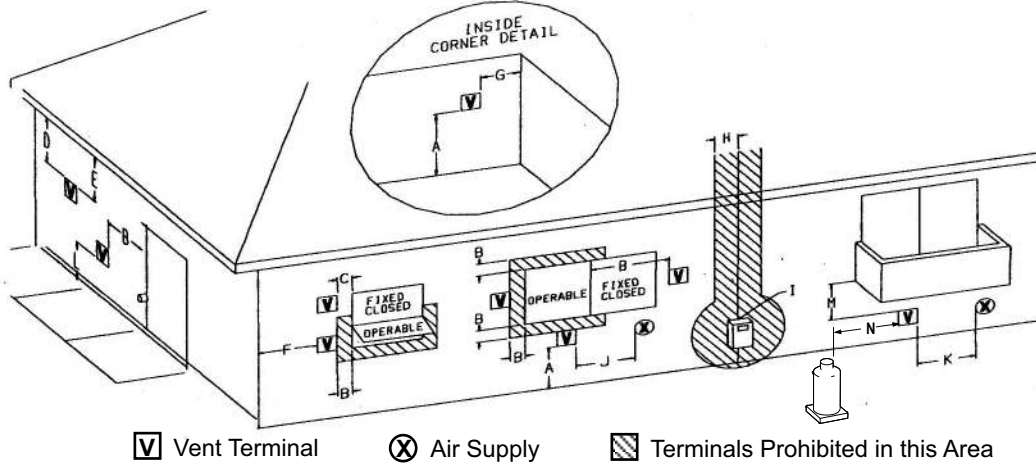 INSIDE
CORNER DETAIL
G
V
A
H
D
E
V
B
V
C
V
FIXED
CLOSED
OPERABLE
F
V
B
B
B
V
OPERABLE
FIXED
CLOSED
V
B
B
V
X
J
A
I
M
V
X
N
K
V Vent Terminal
X Air Supply
Terminals Prohibited in this Area